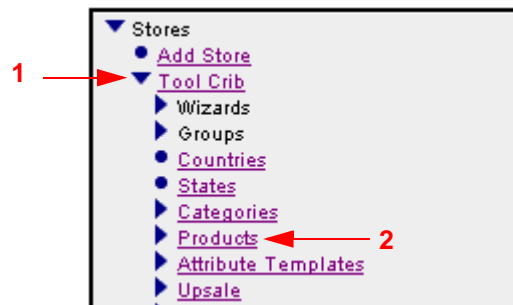 Stores
Add Store
1
Tool Crib
Wizards
Groups
Countries
States
Categories
Products 2
Attribute Templates
Upsale